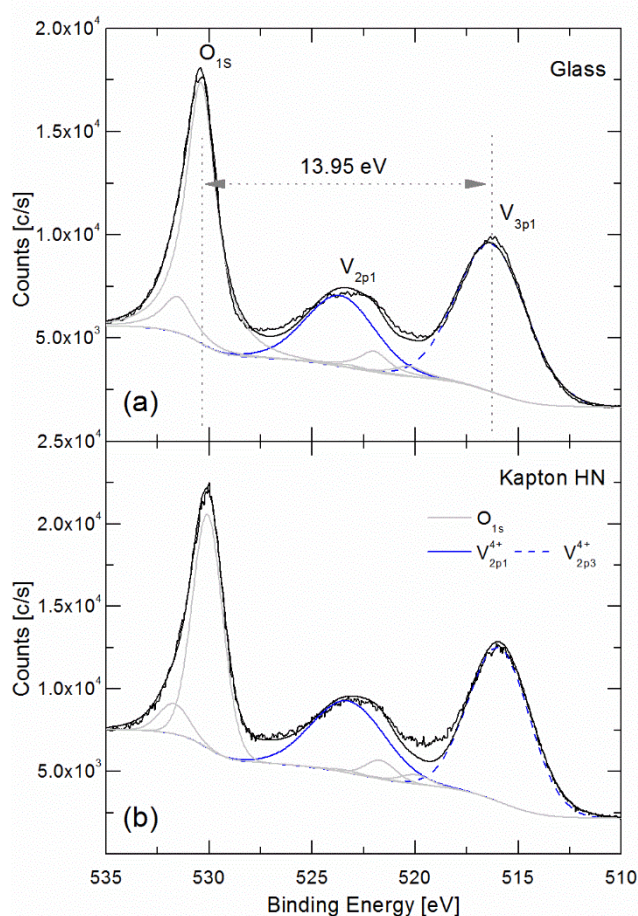 2.0x10⁴
1.5x10⁴
1.0x10⁴
5.0x10³
Counts [c/s]
O1S
Glass
13.95 eV
V3p1
V2p1
(a)
2.5x10⁴
2.0x10⁴
1.5x10⁴
1.0x10⁴
5.0x10³
Counts [c/s]
Kapton HN
O1s
V4+2p1 V4+2p3
(b)
535 530 525 520 515 510
Binding Energy [eV]